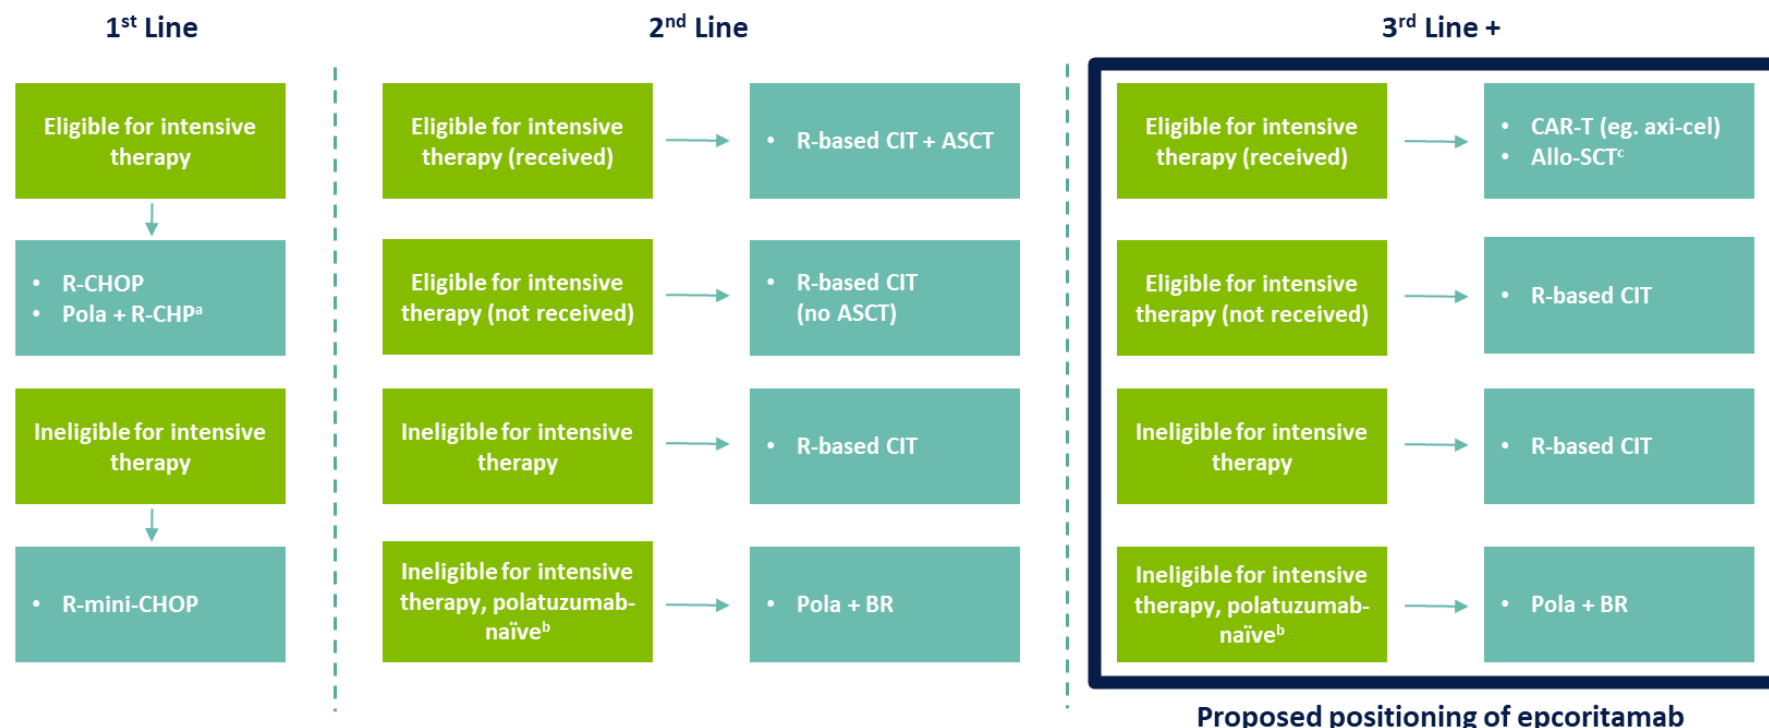 1st Line
Eligible for intensive
therapy
• R-CHOP
• Pola + R-CHPa
Ineligible for intensive
therapy
• R-mini-CHOP
2nd Line
Eligible for intensive
therapy (received)
• R-based CIT + ASCT
Eligible for intensive
therapy (not received)
• R-based CIT
(no ASCT)
Ineligible for intensive
therapy
• R-based CIT
Ineligible for intensive
therapy, polatuzumab-
naïveb
• Pola + BR
3rd Line +
Eligible for intensive
therapy (received)
• CAR-T (eg. axi-cel)
• Allo-SCTc
Eligible for intensive
therapy (not received)
• R-based CIT
Ineligible for intensive
therapy
• R-based CIT
Ineligible for intensive
therapy, polatuzumab-
naïveb
• Pola + BR
Proposed positioning of epcoritamab